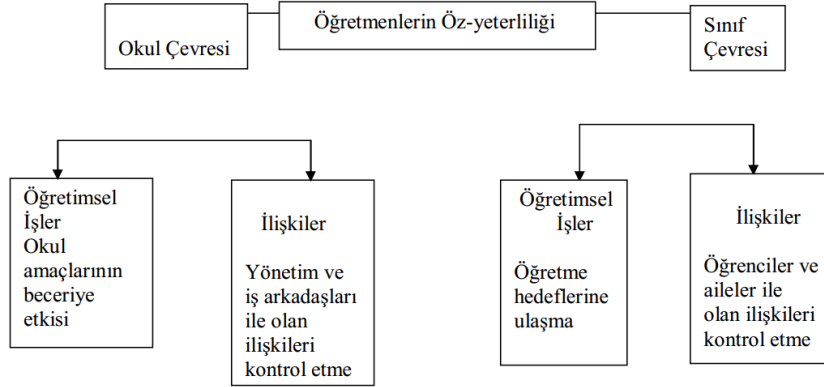 Öğretmenlerin Öz-yeterliliği
Okul Çevresi
Sınıf
Çevresi
Öğretimsel
İşler
Okul
amaçlarının
beceriye
etkisi
İlişkiler
Yönetim ve
iş arkadaşları
ile olan
ilişkileri
kontrol etme
Öğretimsel
İşler
Öğretme
hedeflerine
ulaşma
İlişkiler
Öğrenciler ve
aileler ile
olan ilişkileri
kontrol etme